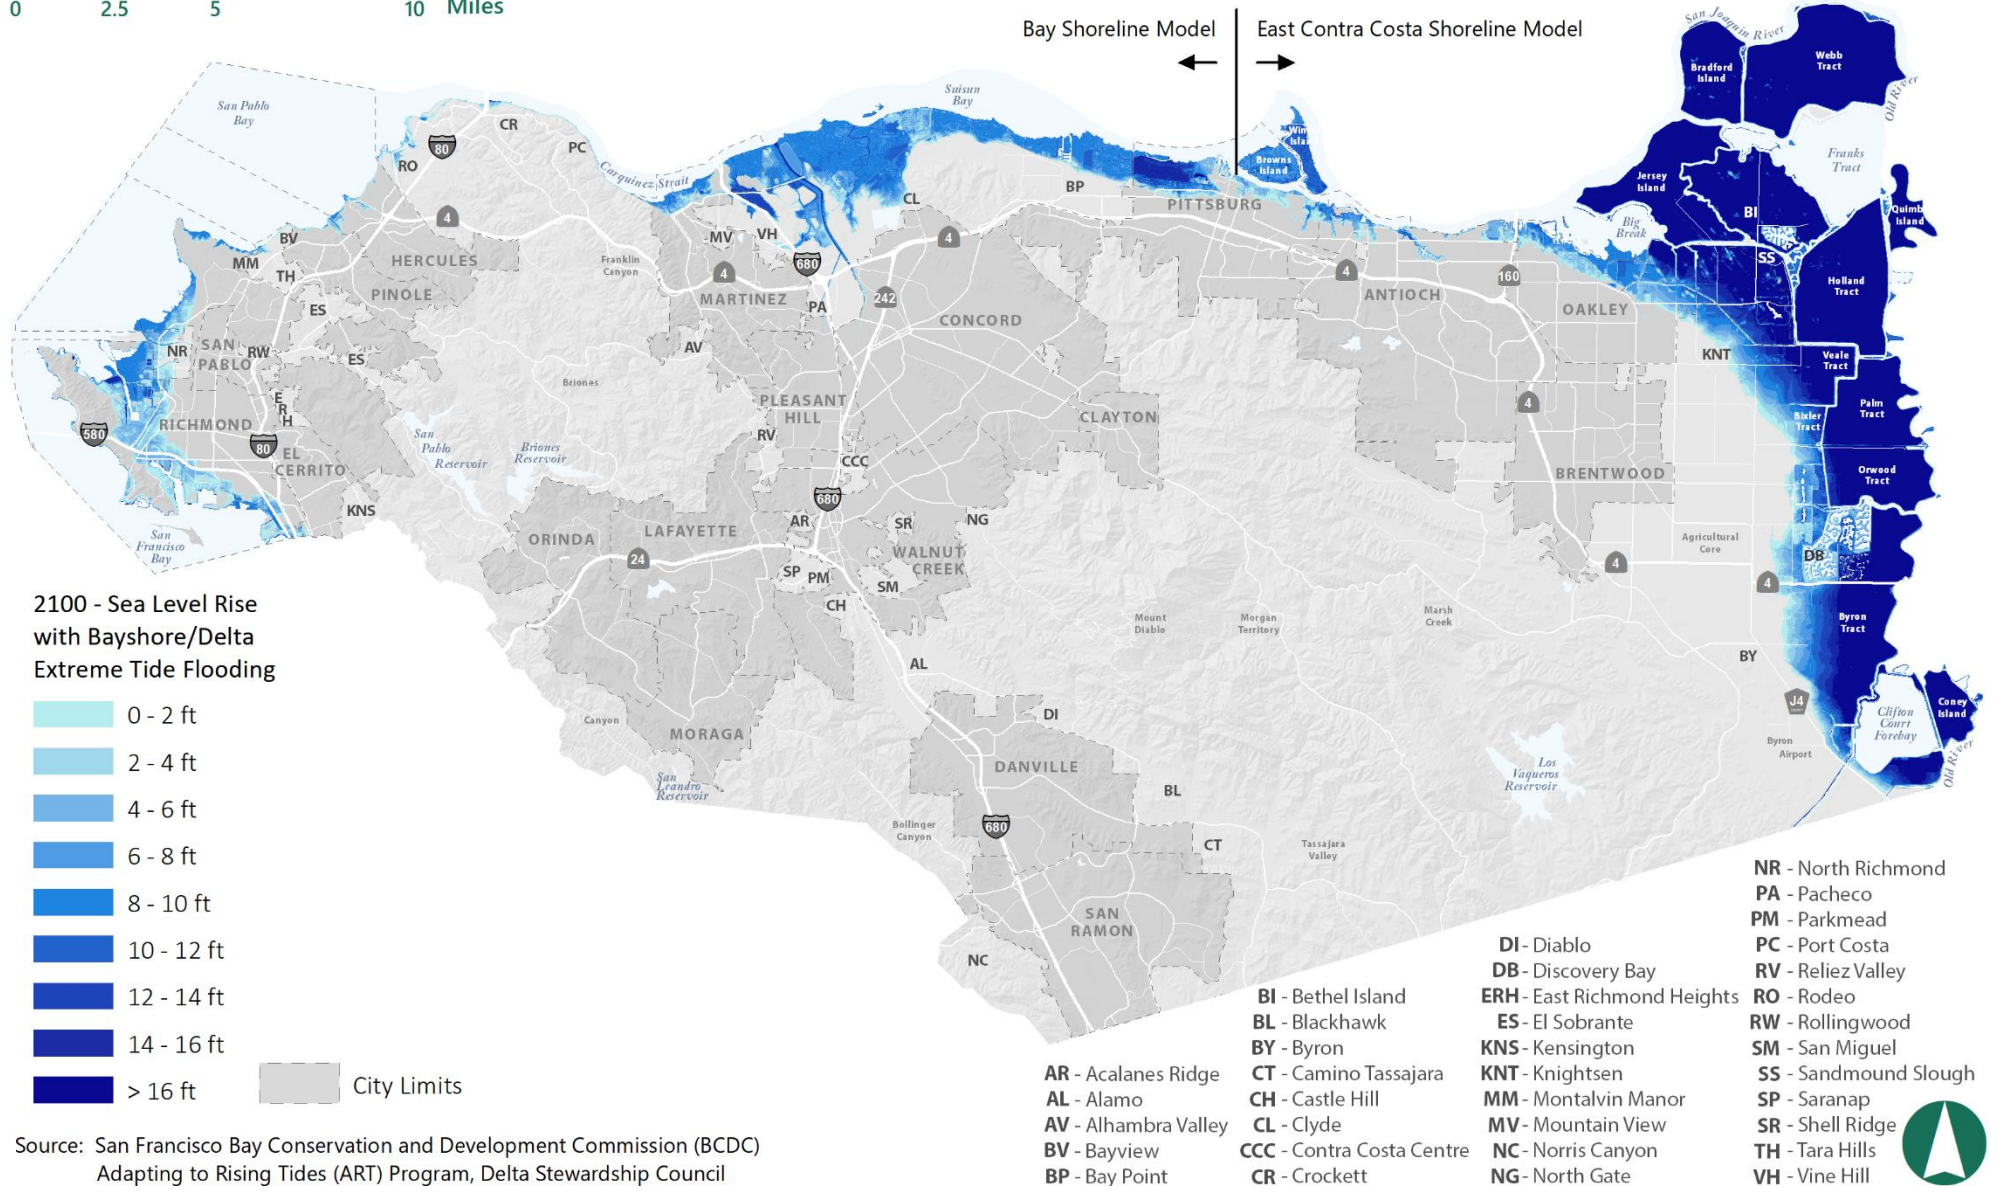 0 2.5 5 10 Miles
Bay Shoreline Model
East Contra Costa Shoreline Model
San Joaquin River
Bradford
Island
Webb
Tract
Old River
San Pablo
Bay
Suisun
Bay
CR
80
PC
RO
Carquinez Strait
Browns
Island
Franks
Tract
Jersey
Island
BI
Big
Break
BP
CL
PITTSBURG
4
BV
MM
TH
HERCULES
PINOLE
ES
Franklin
Canyon
MV
VH
4
680
MARTINEZ
PA
242
4
CONCORD
4
ANTIOCH
160
OAKLEY
SS
Holland
Tract
NR
SAN
PABLO
RW
ES
AV
Briones
KNT
Veale
Tract
E
R
H
RICHMOND
580
80
EL
CERRITO
KNS
San
Pablo
Reservoir
Briones
Reservoir
PLEASANT
HILL
RV
CCC
CLAYTON
4
BRENTWOOD
Bixler
Tract
Palm
Tract
Orwood
Tract
San
Francisco
Bay
680
AR
SR
NG
ORINDA
LAFAYETTE
24
WALNUT
CREEK
SP
PM
SM
CH
Agricultural
Core
4
4
DB
Mount
Diablo
Morgan
Territory
Marsh
Creek
Byron
Tract
BY
AL
J4
Clifton
Court
Forebay
Coney
Island
Old River
Byron
Airport
Canyon
MORAGA
San
Leandro
Reservoir
DI
DANVILLE
BL
Los
Vaqueros
Reservoir
Bollinger
Canyon
680
CT
Tassajara
Valley
SAN
RAMON
NC
2100 - Sea Level Rise
with Bayshore/Delta
Extreme Tide Flooding
0 - 2 ft
2 - 4 ft
4 - 6 ft
6 - 8 ft
8 - 10 ft
10 - 12 ft
12 - 14 ft
14 - 16 ft
> 16 ft
City Limits
AR - Acalanes Ridge
AL - Alamo
AV - Alhambra Valley
BV - Bayview
BP - Bay Point
BI - Bethel Island
BL - Blackhawk
BY - Byron
CT - Camino Tassajara
CH - Castle Hill
CL - Clyde
CCC - Contra Costa Centre
CR - Crockett
DI - Diablo
DB - Discovery Bay
ERH - East Richmond Heights
ES - El Sobrante
KNS - Kensington
KNT - Knightsen
MM - Montalvin Manor
MV - Mountain View
NC - Norris Canyon
NG - North Gate
NR - North Richmond
PA - Pacheco
PM - Parkmead
PC - Port Costa
RV - Reliez Valley
RO - Rodeo
RW - Rollingwood
SM - San Miguel
SS - Sandmound Slough
SP - Saranap
SR - Shell Ridge
TH - Tara Hills
VH - Vine Hill
Source: San Francisco Bay Conservation and Development Commission (BCDC)
Adapting to Rising Tides (ART) Program, Delta Stewardship Council